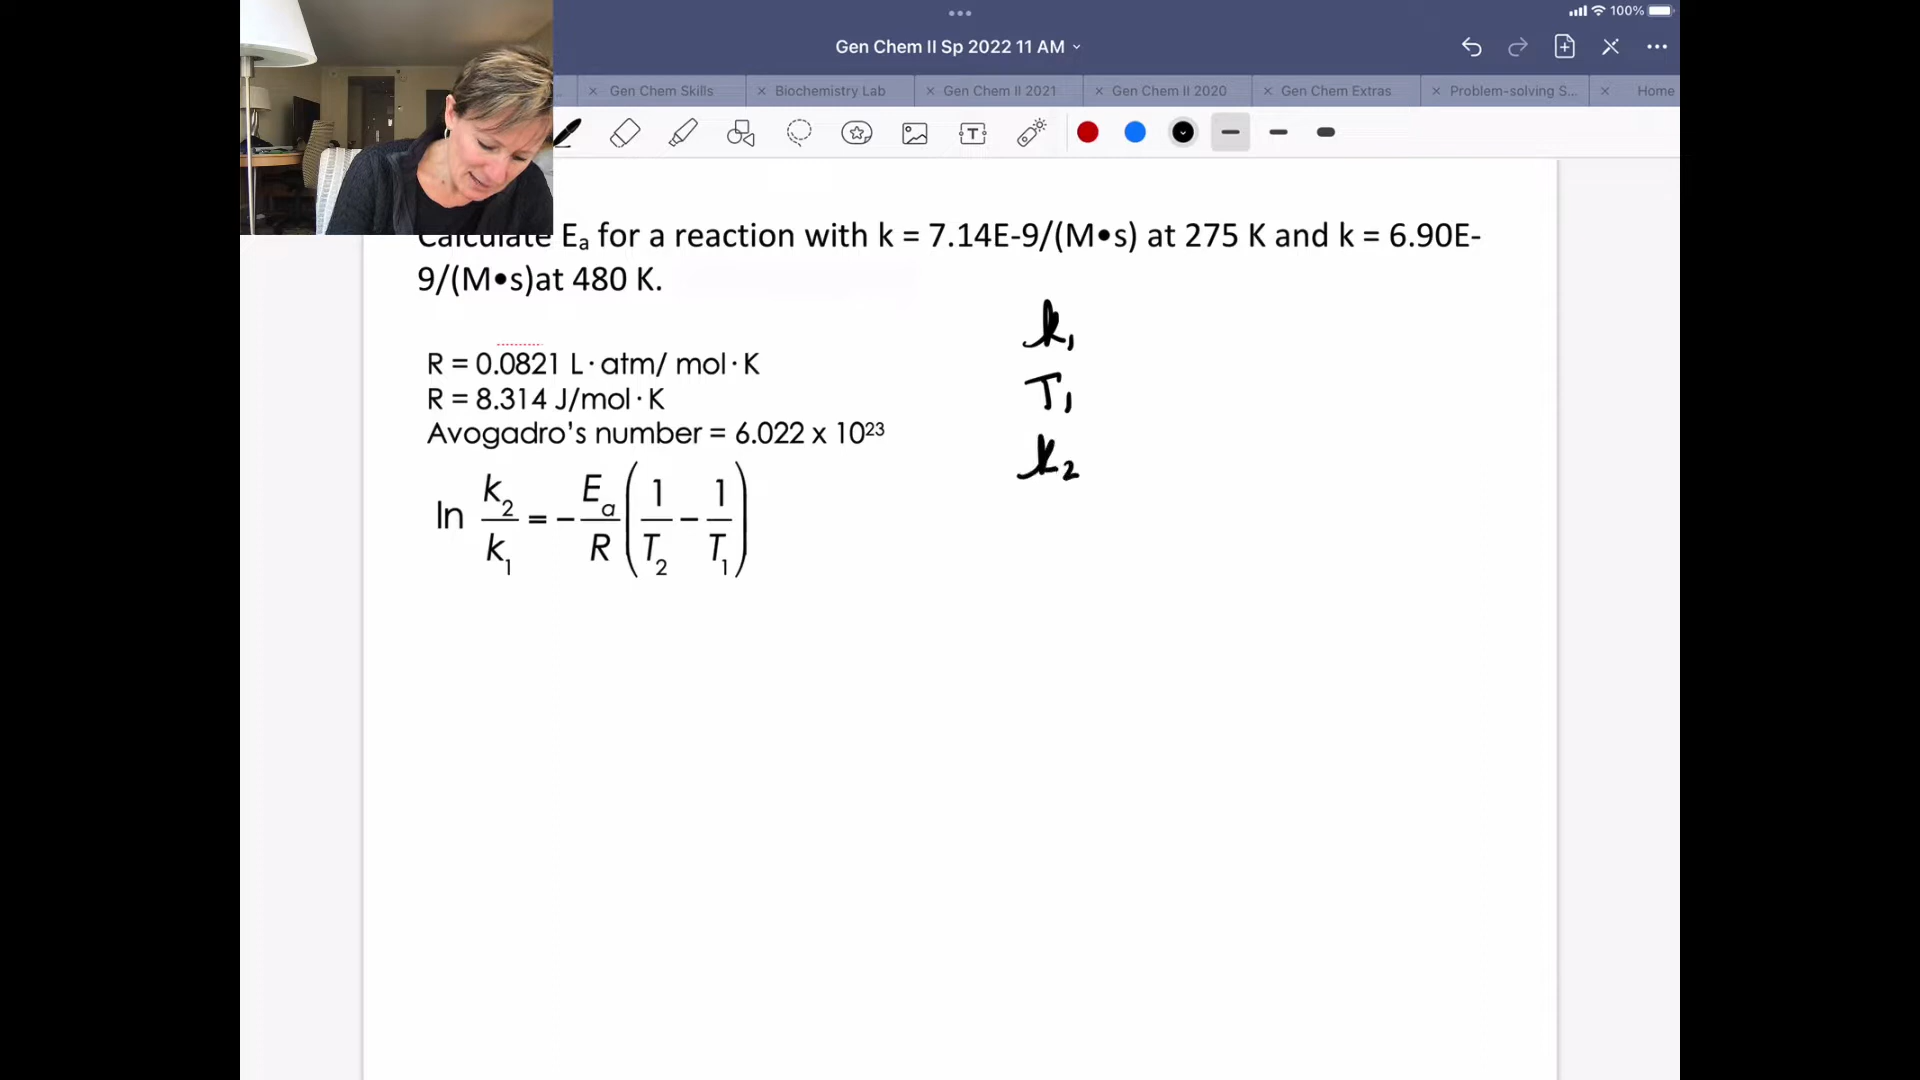 100%
Gen Chem II Sp 2022 11 AM
Gen Chem Skills
Biochemistry Lab
Gen Chem II 2021
Gen Chem II 2020
Gen Chem Extras
Problem-solving S...
Home
Calculate Eₐ for a reaction with k = 7.14E-9/(M•s) at 275 K and k = 6.90E-
9/(M•s)at 480 K.
k₁
R = 0.0821 L·atm/ mol·K
R = 8.314 J/mol·K
T₁
Avogadro's number = 6.022 x 10²³
k₂
ln k₂/k₁ = -Eₐ/R (1/T₂ - 1/T₁)